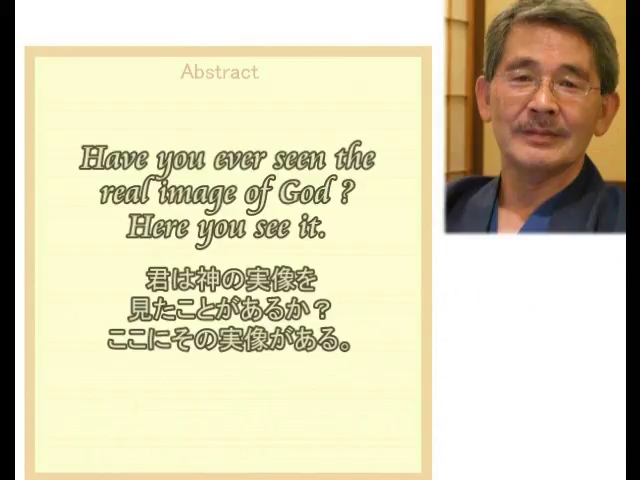 Abstract
Have you ever seen the
real image of God ?
Here you see it.
君は神の実像を
見たことがあるか？
ここにその実像がある。